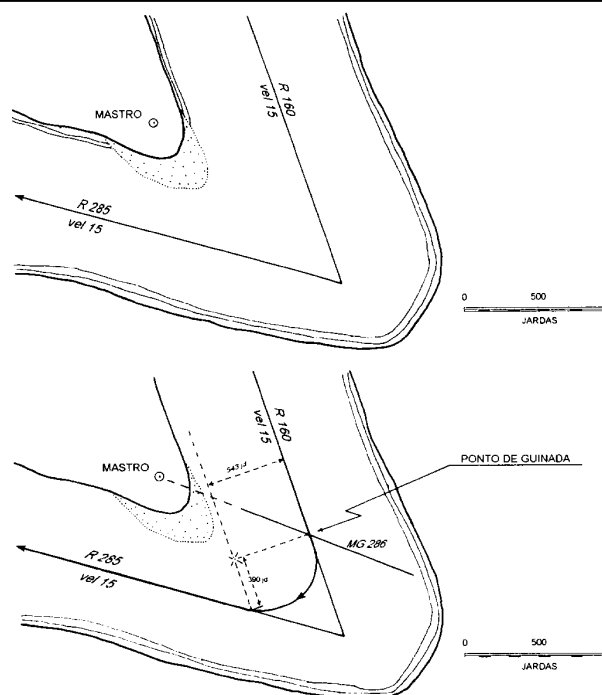 R 160
vel 15
MASTRO
R 285
vel 15
0 500
JARDAS
R 160
vel 15
PONTO DE GUINADA
MASTRO
543 jd
MG 286
R 285
vel 15
390 jd
0 500
JARDAS